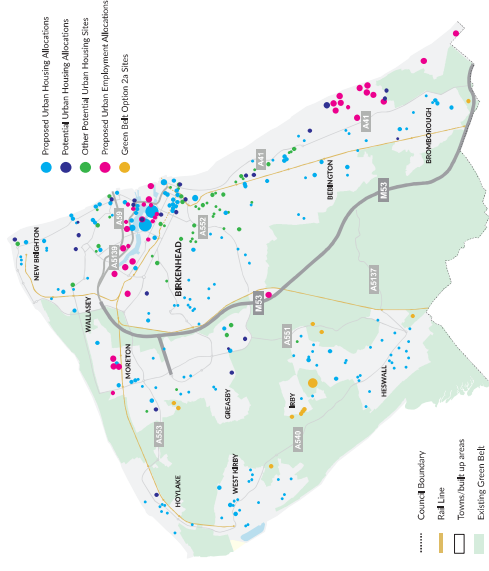 Proposed Urban Housing Allocations
Potential Urban Housing Allocations
Other Potential Urban Housing Sites
Proposed Urban Employment Allocations
Green Belt Option 2a Sites
NEW BRIGHTON
WALLASEY
A59
A5139
BIRKENHEAD
A552
A41
BEBINGTON
A41
BROMBOROUGH
M53
M53
A5137
MORETON
A551
A553
GREASBY
IRBY
HESWALL
A540
HOYLAKE
WEST KIRBY
Council Boundary
Rail Line
Towns/built up areas
Existing Green Belt